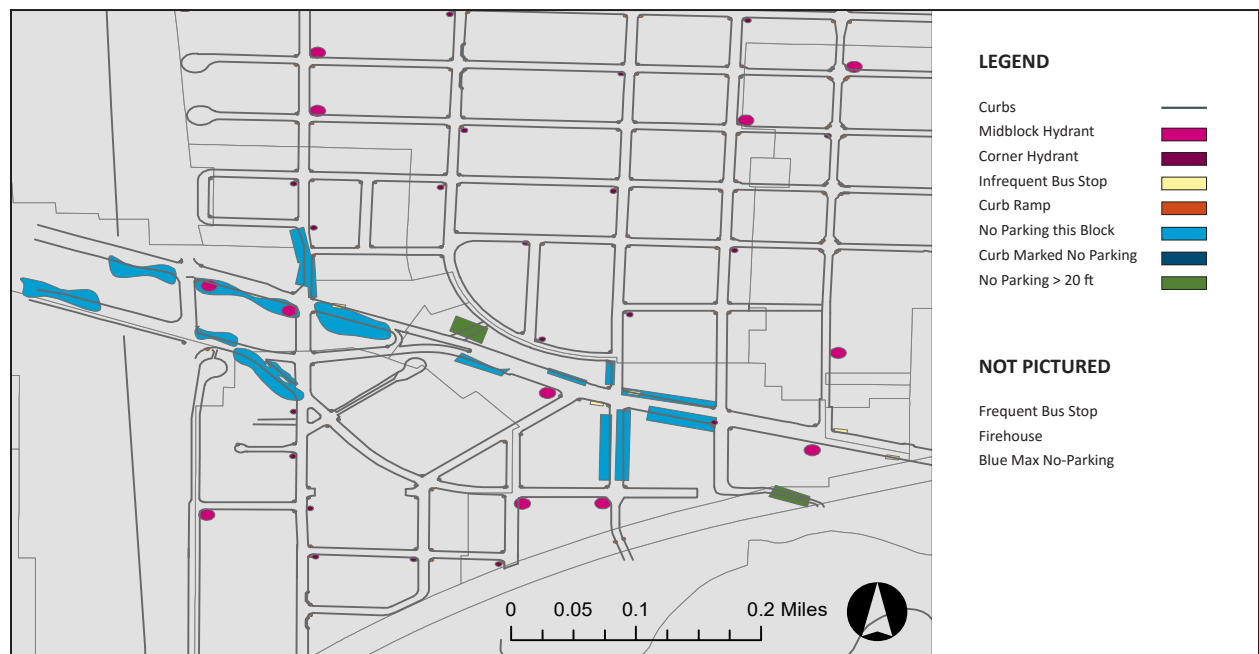 LEGEND
Curbs
Midblock Hydrant
Corner Hydrant
Infrequent Bus Stop
Curb Ramp
No Parking this Block
Curb Marked No Parking
No Parking > 20 ft
NOT PICTURED
Frequent Bus Stop
Firehouse
Blue Max No-Parking
0 0.05 0.1 0.2 Miles